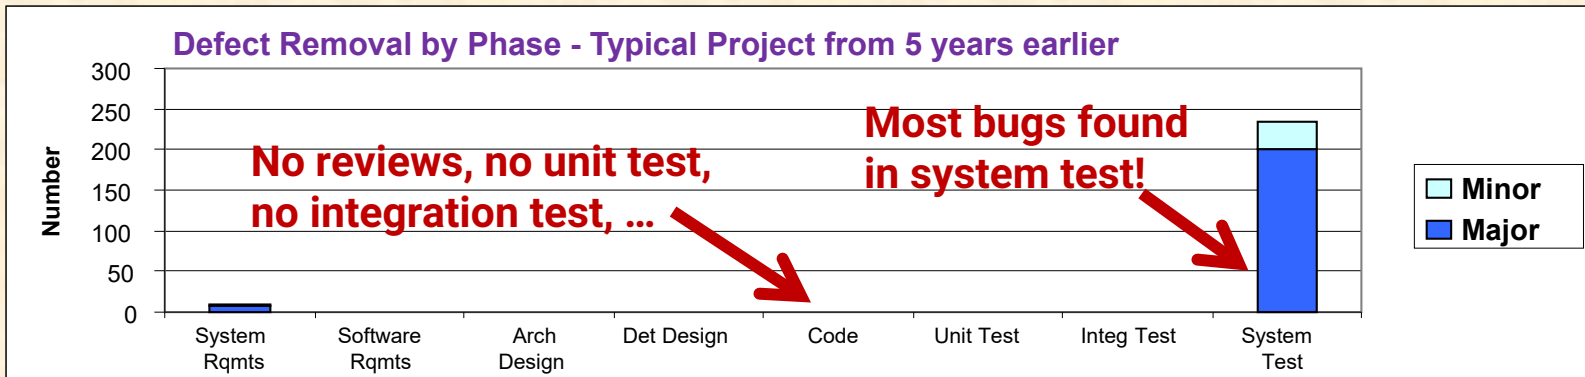 Defect Removal by Phase - Typical Project from 5 years earlier
Number
300
250
200
150
100
50
0
No reviews, no unit test,
no integration test, …
Most bugs found
in system test!
System
Rqmts
Software
Rqmts
Arch
Design
Det Design
Code
Unit Test
Integ Test
System
Test
Minor
Major